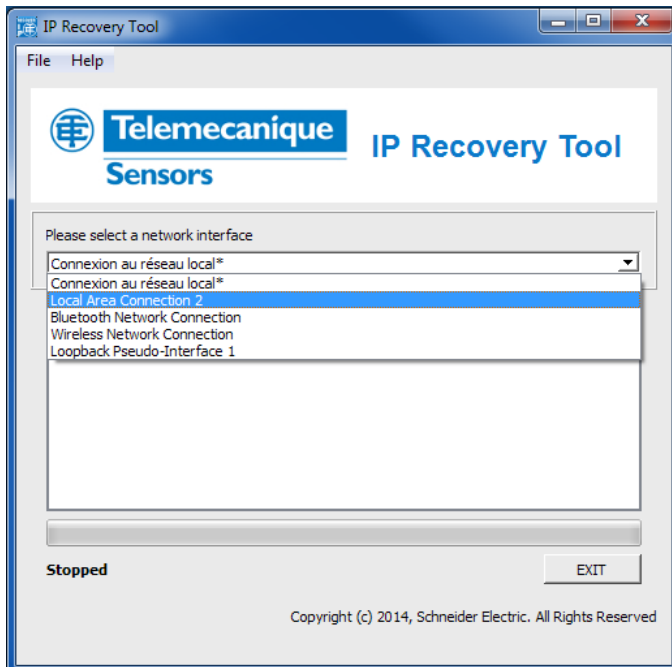 IP Recovery Tool
File Help
Telemecanique
Sensors
IP Recovery Tool
Please select a network interface
Connexion au réseau local*
Connexion au réseau local*
Local Area Connection 2
Bluetooth Network Connection
Wireless Network Connection
Loopback Pseudo-Interface 1
Stopped
EXIT
Copyright (c) 2014, Schneider Electric. All Rights Reserved